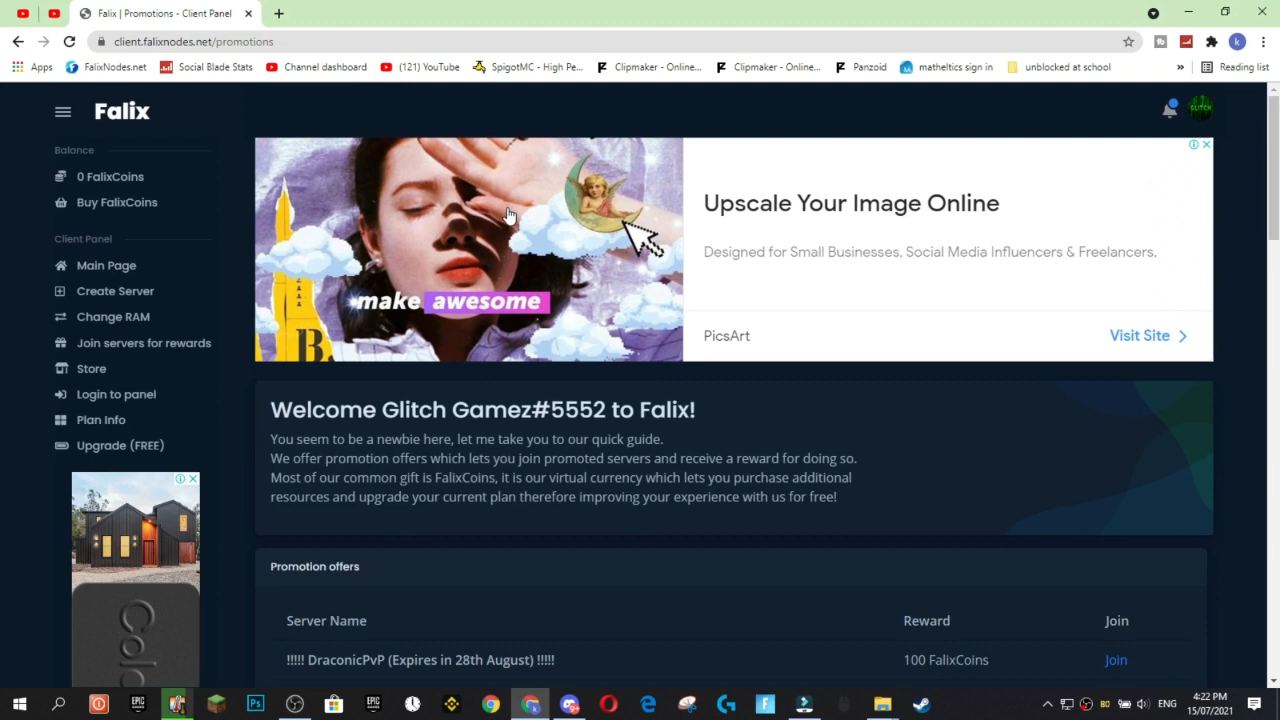 Falix | Promotions - Client Panel
client.falixnodes.net/promotions
Apps
FalixNodes.net
Social Blade Stats
Channel dashboard
(121) YouTube
SpigotMC - High Pe...
Clipmaker - Online...
Clipmaker - Online...
Panzoid
matheltics sign in
unblocked at school
»
Reading list
k
Falix
GLITCH
Balance
0 FalixCoins
Buy FalixCoins
Client Panel
Main Page
Create Server
Change RAM
Join servers for rewards
Store
Login to panel
Plan Info
Upgrade (FREE)
make awesome
B.
Upscale Your Image Online
Designed for Small Businesses, Social Media Influencers & Freelancers.
PicsArt
Visit Site
Welcome Glitch Gamez#5552 to Falix!
You seem to be a newbie here, let me take you to our quick guide.
We offer promotion offers which lets you join promoted servers and receive a reward for doing so.
Most of our common gift is FalixCoins, it is our virtual currency which lets you purchase additional
resources and upgrade your current plan therefore improving your experience with us for free!
Promotion offers
Server Name
Reward
Join
!!!!! DraconicPvP (Expires in 28th August) !!!!!
100 FalixCoins
Join
Colo
EPIC GAMES
Ps
EPIC GAMES
ENG
4:22 PM
15/07/2021